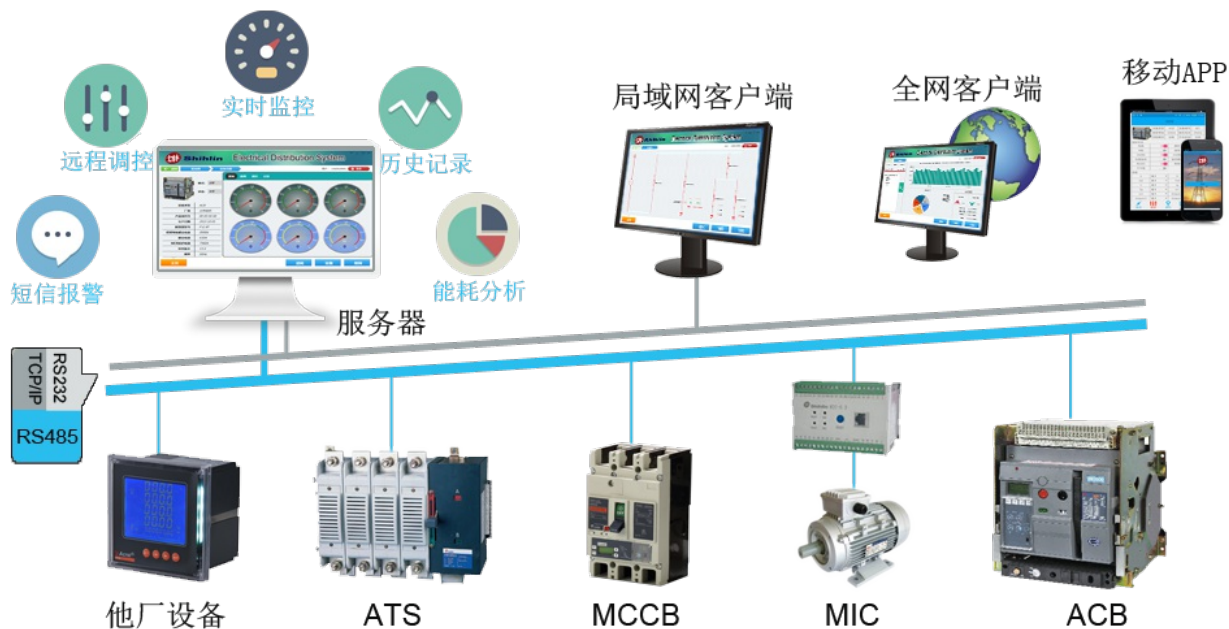 实时监控
远程调控
历史记录
短信报警
能耗分析
Shihlin Electrical Distribution System
服务器
局域网客户端
全网客户端
移动APP
RS232
TCP/IP
RS485
他厂设备
ATS
MCCB
MIC
ACB